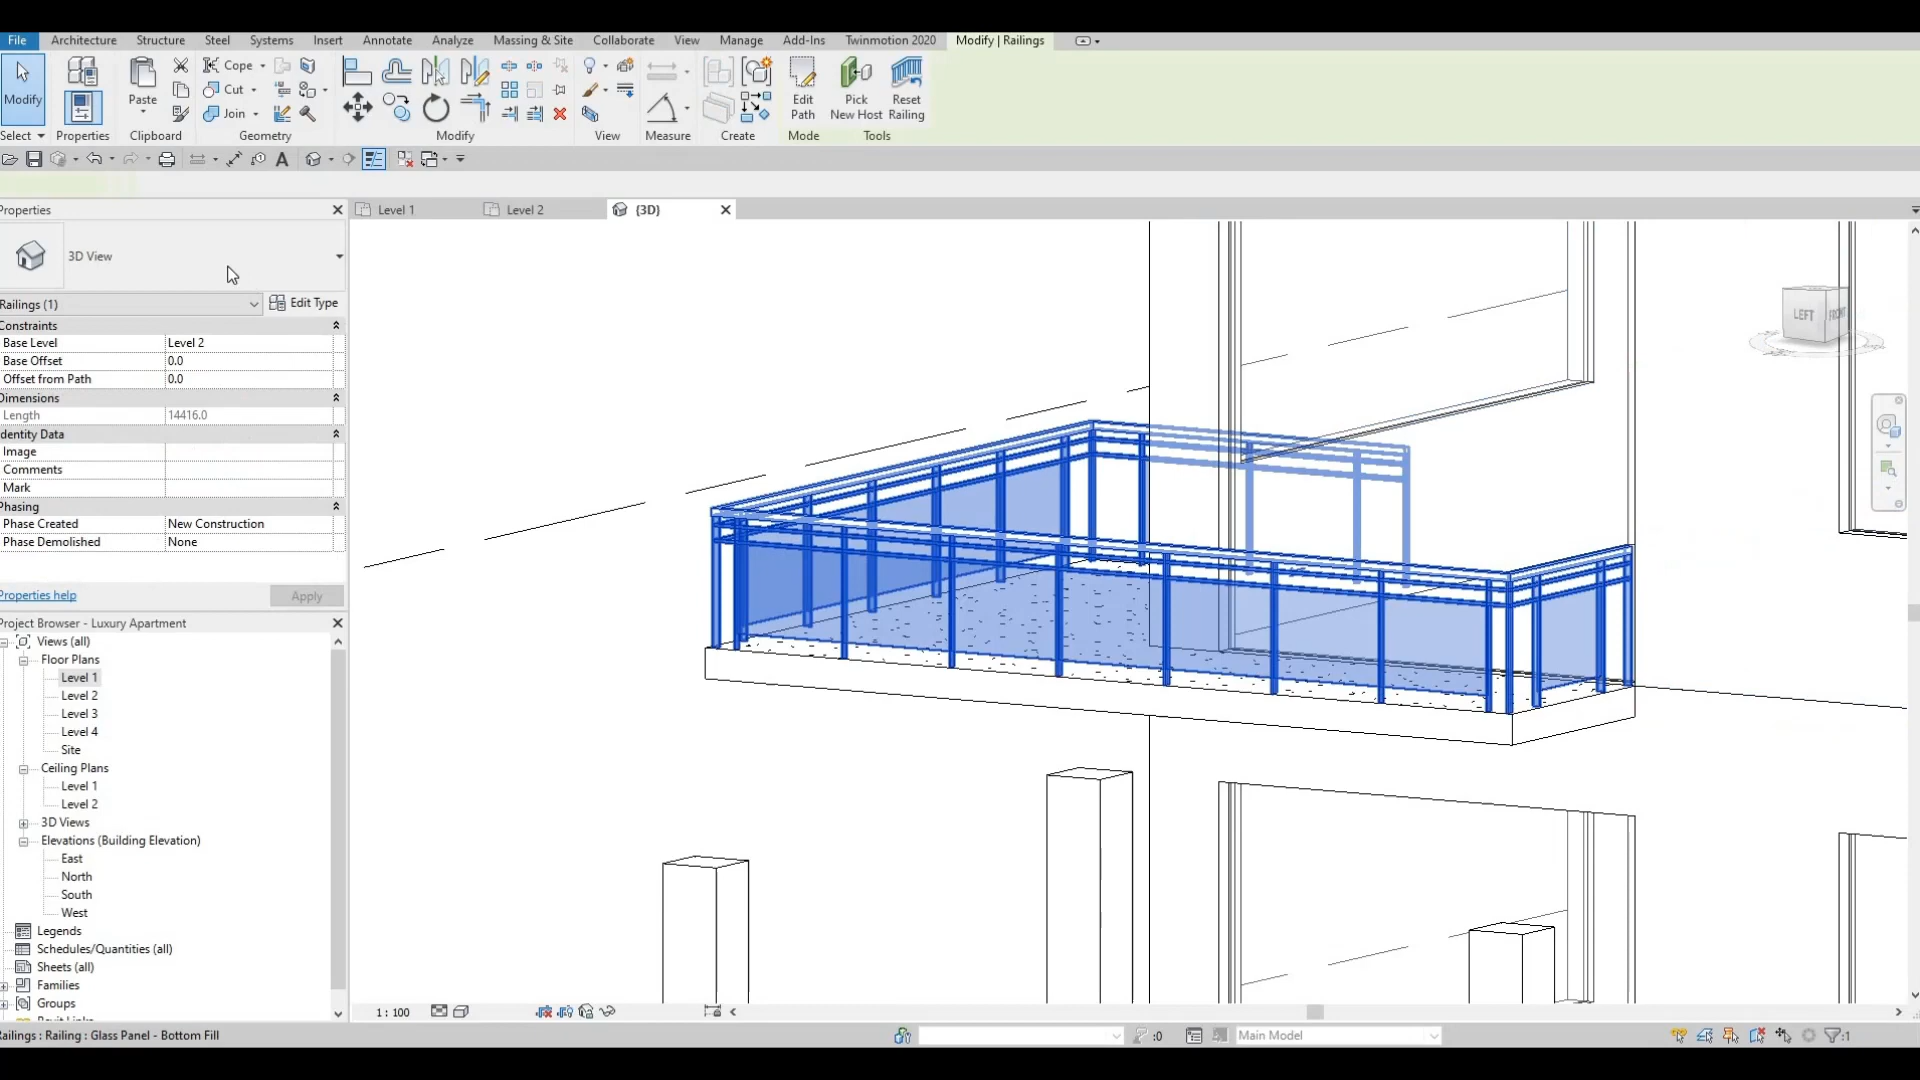 File Architecture Structure Steel Systems Insert Annotate Analyze Massing & Site Collaborate View Manage Add-Ins Twinmotion 2020 Modify | Railings
Modify Paste Cope Cut Join Edit Path Pick New Host Reset Railing
Select Properties Clipboard Geometry Modify View Measure Create Mode Tools
Properties Level 1 Level 2 (3D)
3D View
Railings (1) Edit Type
Constraints
Base Level Level 2
Base Offset 0.0
Offset from Path 0.0
Dimensions
Length 14416.0
dentity Data
Image
Comments
Mark
Phasing
Phase Created New Construction
Phase Demolished None
Properties help Apply
Project Browser - Luxury Apartment
Views (all)
Floor Plans
Level 1
Level 2
Level 3
Level 4
Site
Ceiling Plans
Level 1
Level 2
3D Views
Elevations (Building Elevation)
East
North
South
West
Legends
Schedules/Quantities (all)
Sheets (all)
Families
Groups
LEFT FRONT
1 : 100
Railings : Railing : Glass Panel - Bottom Fill :0 Main Model :1